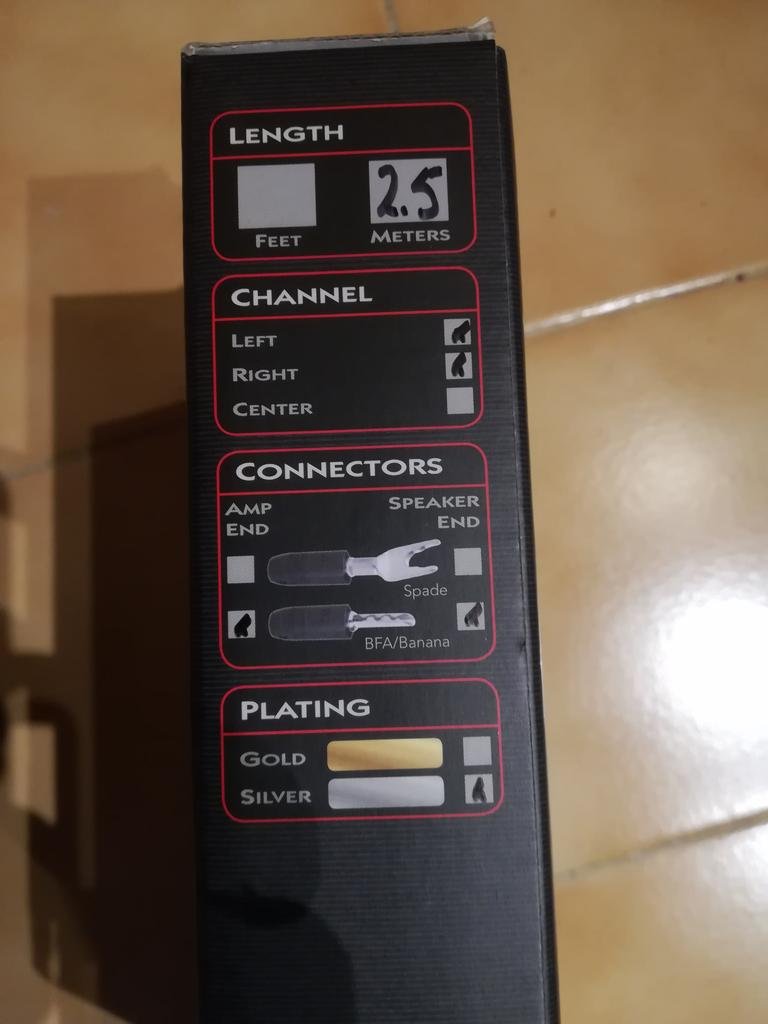 LENGTH
2.5
FEET METERS
CHANNEL
LEFT
RIGHT
CENTER
CONNECTORS
AMP END SPEAKER END
Spade
BFA/Banana
PLATING
GOLD
SILVER